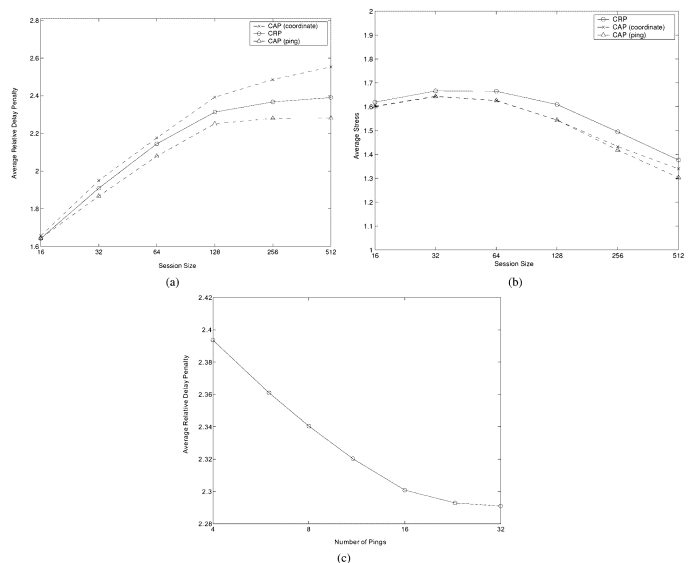 2.8
2.6
2.4
2.2
2
1.8
1.6
Average Relative Delay Penalty
CAP (coordinate)
CRP
CAP (ping)
16
32
64
128
256
512
Session Size
(a)
2
1.9
1.8
1.7
1.6
1.5
1.4
1.3
1.2
1.1
1
Average Stress
CRP
CAP (coordinate)
CAP (ping)
16
32
64
128
256
512
Session Size
(b)
2.42
2.4
2.38
2.36
2.34
2.32
2.3
2.28
Average Relative Delay Penalty
4
8
16
32
Number of Pings
(c)